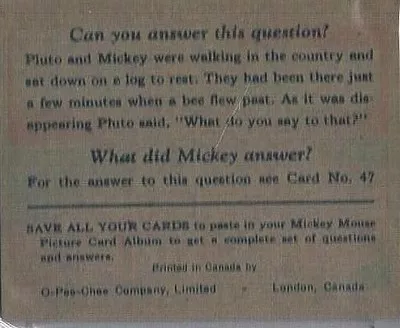 Can you answer this question?
Pluto and Mickey were walking in the country and
sat down on a log to rest. They had been there just
a few minutes when a bee flew past. As it was dis-
appearing Pluto said, "What do you say to that?"
What did Mickey answer?
For the answer to this question see Card No. 47
SAVE ALL YOUR CARDS to paste in your Mickey Mouse
Picture Card Album to get a complete set of questions
and answers.
Printed in Canada by
O-Pee-Chee Company, Limited - London, Canada